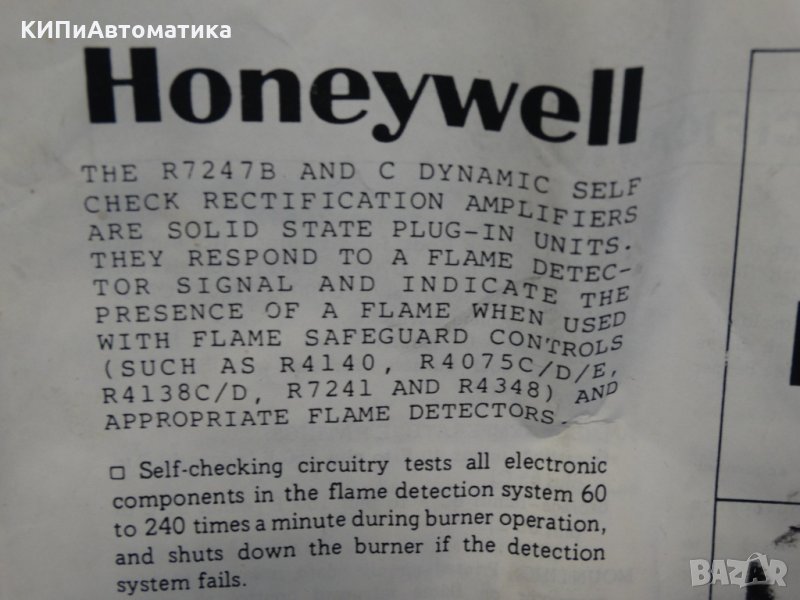 КИПиАвтоматика
Honeywell
THE R7247B AND C DYNAMIC SELF
CHECK RECTIFICATION AMPLIFIERS
ARE SOLID STATE PLUG-IN UNITS.
THEY RESPOND TO A FLAME DETEC-
TOR SIGNAL AND INDICATE THE
PRESENCE OF A FLAME WHEN USED
WITH FLAME SAFEGUARD CONTROLS
(SUCH AS R4140, R4075C/D/E,
R4138C/D, R7241 AND R4348) AND
APPROPRIATE FLAME DETECTORS.
□ Self-checking circuitry tests all electronic
components in the flame detection system 60
to 240 times a minute during burner operation,
and shuts down the burner if the detection
system fails.
BAZAR
bazar.bg